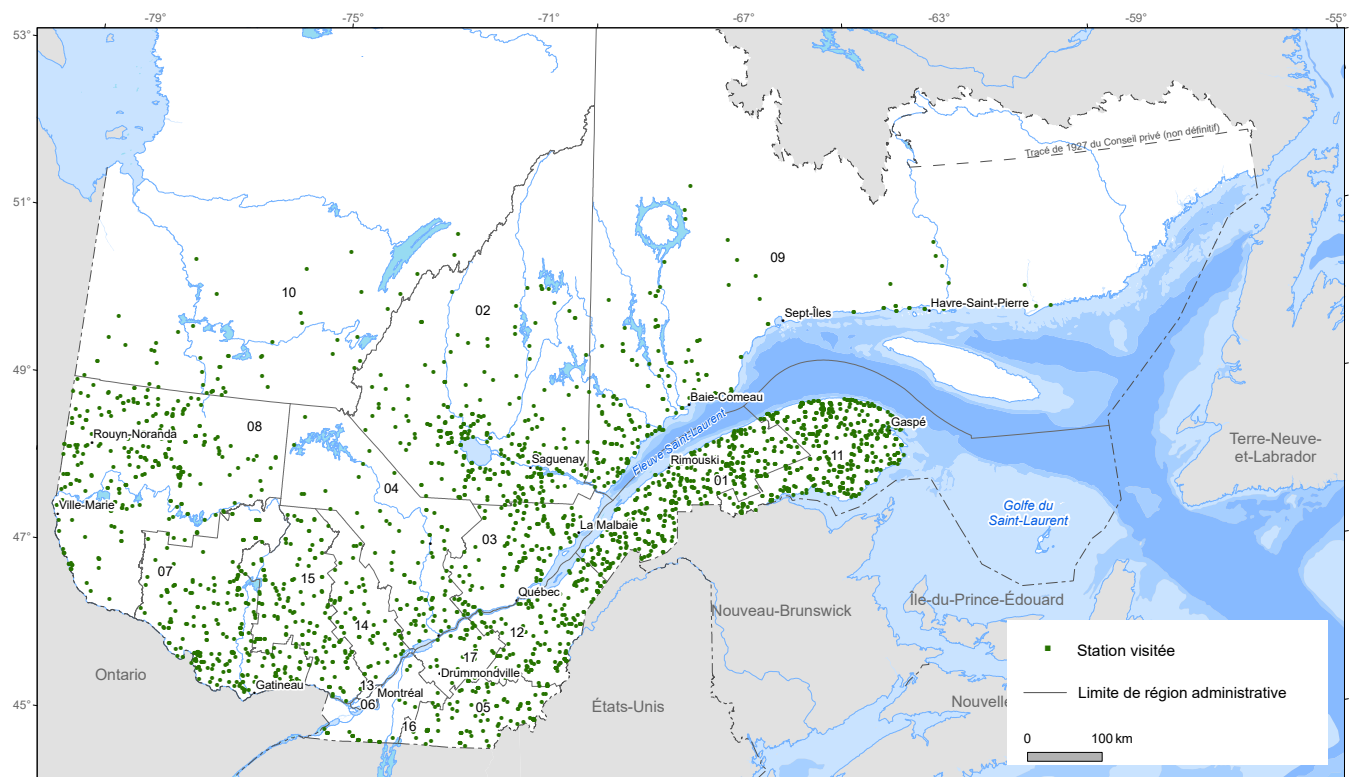 -79°
-75°
-71°
-67°
-63°
-59°
-55°
53°
51°
49°
47°
45°
Tracé de 1927 du Conseil privé (non définitif)
09
10
02
Havre-Saint-Pierre
Sept-Îles
Baie-Comeau
Fleuve Saint-Laurent
Gaspé
08
Rouyn-Noranda
Saguenay
Rimouski
11
01
04
Terre-Neuve-
et-Labrador
Ville-Marie
Golfe du
Saint-Laurent
La Malbaie
03
07
15
Québec
Île-du-Prince-Édouard
Nouveau-Brunswick
14
12
17
Drummondville
Ontario
Gatineau
13
Montréal
06
05
16
États-Unis
Nouvelle
Station visitée
Limite de région administrative
0
100 km